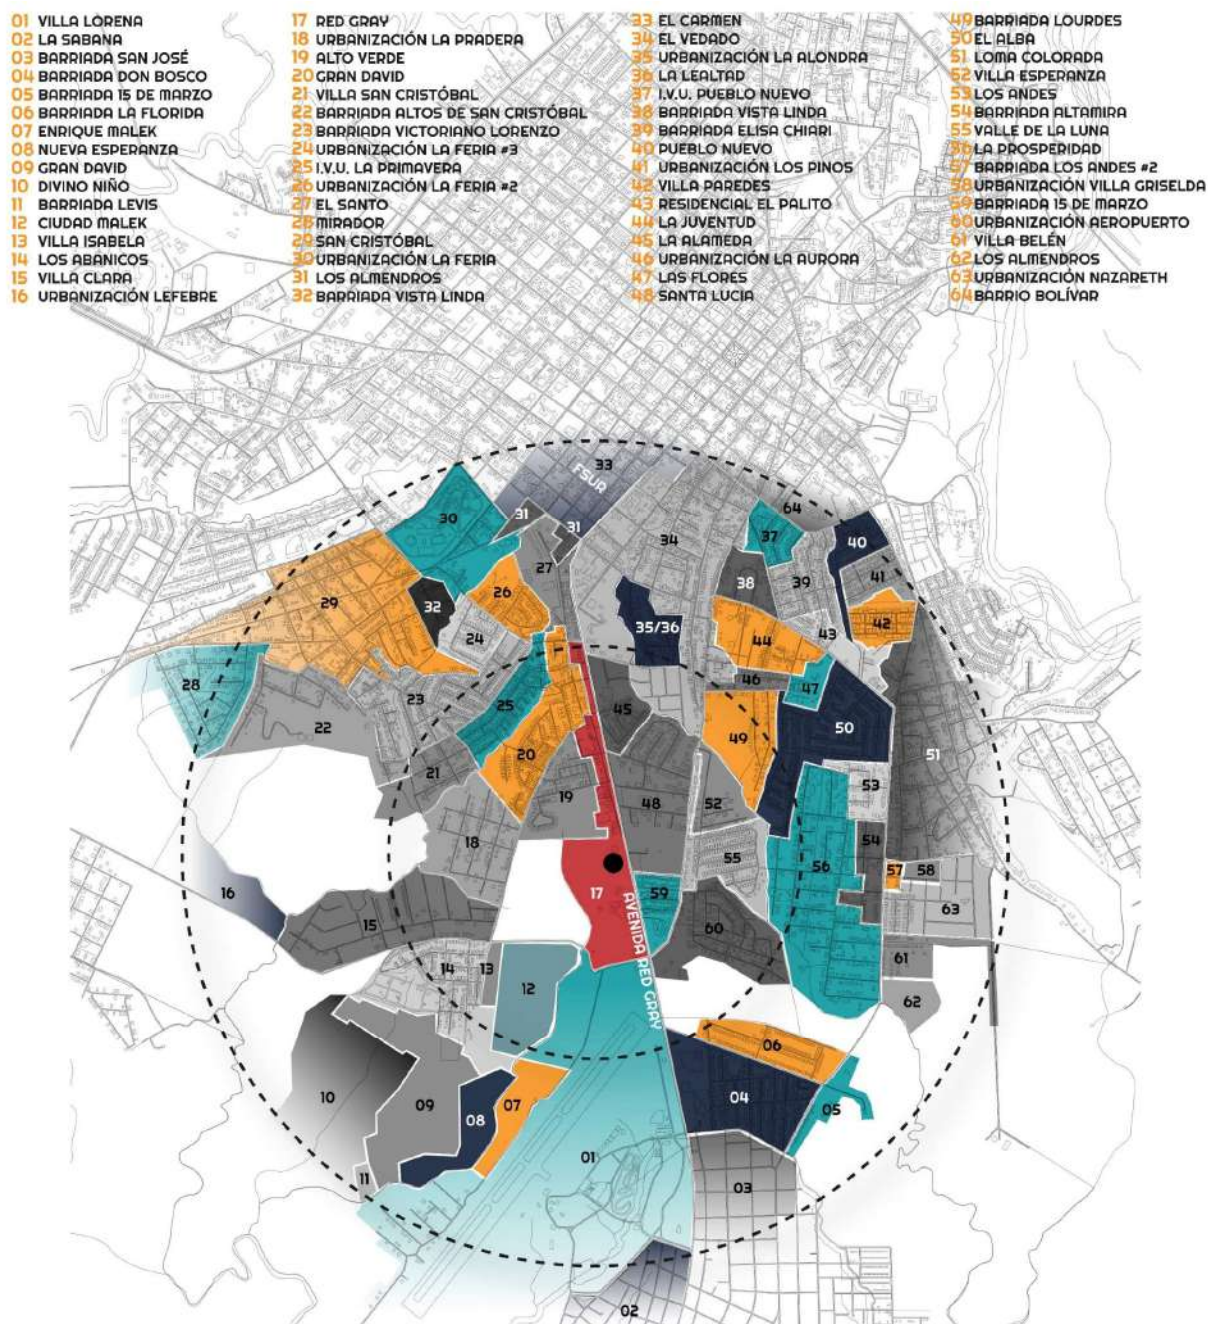 01 VILLA LORENA
02 LA SABANA
03 BARRIADA SAN JOSÉ
04 BARRIADA DON BOSCO
05 BARRIADA 15 DE MARZO
06 BARRIADA LA FLORIDA
07 ENRIQUE MALEK
08 NUEVA ESPERANZA
09 GRAN DAVID
10 DIVINO NIÑO
11 BARRIADA LEVIS
12 CIUDAD MALEK
13 VILLA ISABELA
14 LOS ABÁNICOS
15 VILLA CLARA
16 URBANIZACIÓN LEFEBRE
17 RED GRAY
18 URBANIZACIÓN LA PRADERA
19 ALTO VERDE
20 GRAN DAVID
21 VILLA SAN CRISTÓBAL
22 BARRIADA ALTOS DE SAN CRISTÓBAL
23 BARRIADA VICTORIANO LORENZO
24 URBANIZACIÓN LA FERIA #3
25 I.V.U. LA PRIMAVERA
26 URBANIZACIÓN LA FERIA #2
27 EL SANTO
28 MIRADOR
29 SAN CRISTÓBAL
30 URBANIZACIÓN LA FERIA
31 LOS ALMENDROS
32 BARRIADA VISTA LINDA
33 EL CARMEN
34 EL VEDADO
35 URBANIZACIÓN LA ALONDRA
36 LA LEALTAD
37 I.V.U. PUEBLO NUEVO
38 BARRIADA VISTA LINDA
39 BARRIADA ELISA CHIARI
40 PUEBLO NUEVO
41 URBANIZACIÓN LOS PINOS
42 VILLA PAREDES
43 RESIDENCIAL EL PALITO
44 LA JUVENTUD
45 LA ALAMEDA
46 URBANIZACIÓN LA AURORA
47 LAS FLORES
48 SANTA LUCIA
49 BARRIADA LOURDES
50 EL ALBA
51 LOMA COLORADA
52 VILLA ESPERANZA
53 LOS ANDES
54 BARRIADA ALTAMIRA
55 VALLE DE LA LUNA
56 LA PROSPERIDAD
57 BARRIADA LOS ANDES #2
58 URBANIZACIÓN VILLA GRISELDA
59 BARRIADA 15 DE MARZO
60 URBANIZACIÓN AEROPUERTO
61 VILLA BELÉN
62 LOS ALMENDROS
63 URBANIZACIÓN NAZARETH
64 BARRIO BOLÍVAR
33
FSUR
30
31
31
34
64
37
40
27
38
39
41
29
32
26
24
35/36
44
43
42
28
23
22
25
45
46
47
20
49
50
51
21
19
48
52
53
18
55
56
54
17
16
15
59
57
58
63
60
AVENIDA RED GRAY
14
13
12
61
62
06
10
09
08
07
04
05
01
11
03
02